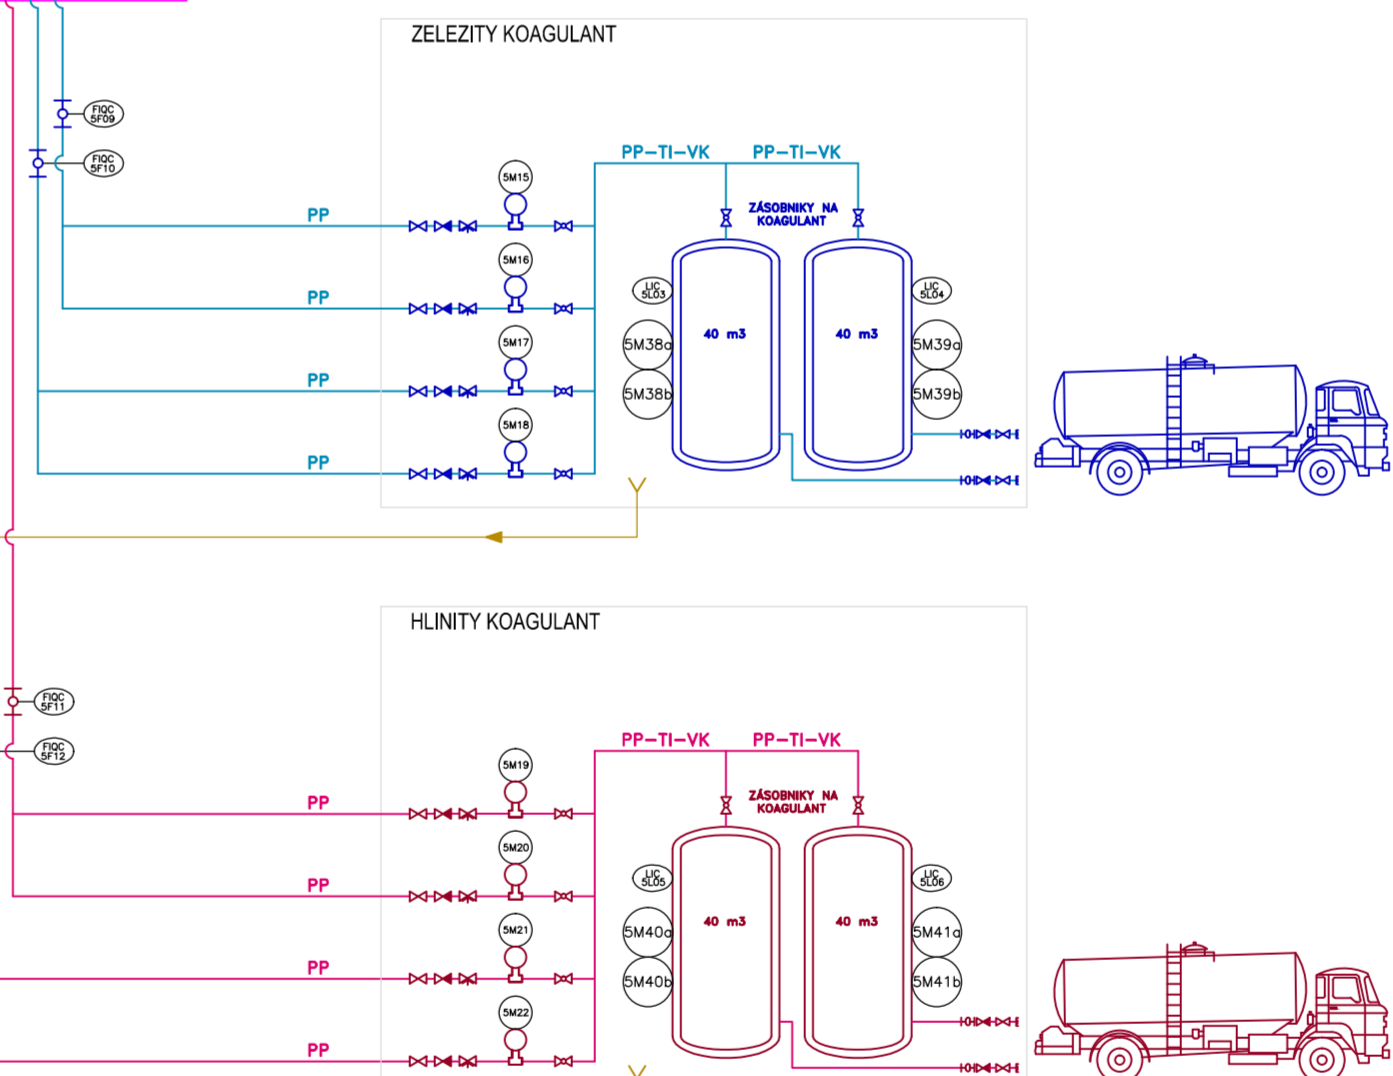 ZELEZITY KOAGULANT
FIQC
5F09
FIQC
5F10
PP-TI-VK
PP-TI-VK
5M15
PP
ZÁSOBNIKY NA
KOAGULANT
5M16
PP
LIC
5L03
LIC
5L04
5M17
5M38a
40 m3
40 m3
5M39a
PP
5M38b
5M39b
5M18
PP
HLINITY KOAGULANT
FIQC
5F11
FIQC
5F12
PP-TI-VK
PP-TI-VK
5M19
PP
ZÁSOBNIKY NA
KOAGULANT
5M20
PP
LIC
5L05
LIC
5L06
5M21
5M40a
40 m3
40 m3
5M41a
PP
5M40b
5M41b
5M22
PP